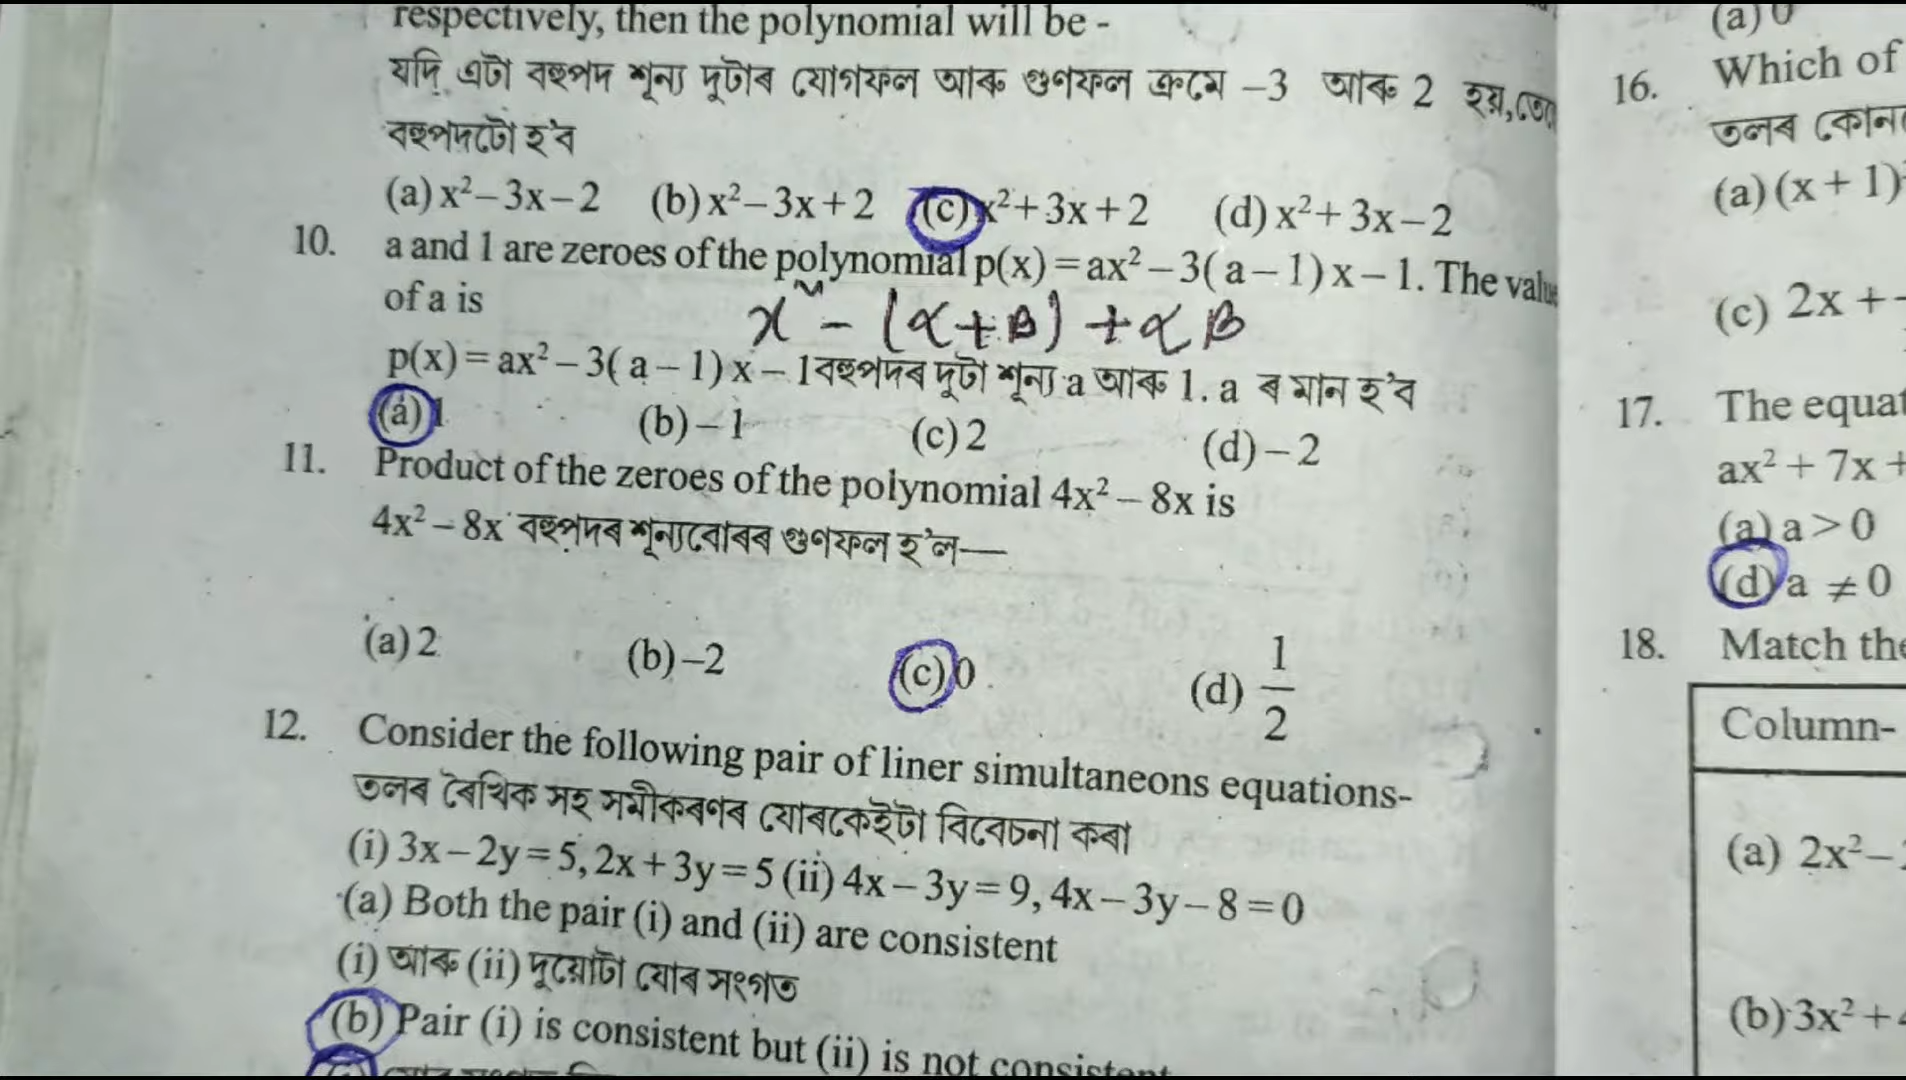 respectively, then the polynomial will be -
যদি এটা বহুপদ শূন্য দুটাৰ যোগফল আৰু গুণফল ক্ৰমে –3 আৰু 2 হয়,
বহুপদটো হ'ব
(a) x² – 3x – 2 (b) x² – 3x + 2 (c) x² + 3x + 2 (d) x² + 3x – 2
10. a and 1 are zeroes of the polynomial p(x) = ax² – 3( a – 1) x – 1. The value
of a is
x² – (α + β) + αβ
p(x) = ax² – 3( a – 1) x – 1 বহুপদৰ দুটা শূন্য a আৰু 1. a ৰ মান হ'ব
(a) 1 (b) – 1 (c) 2 (d) – 2
11. Product of the zeroes of the polynomial 4x² – 8x is
4x² – 8x বহুপদৰ শূন্যবোৰৰ গুণফল হ'ল—
(a) 2 (b) –2 (c) 0 (d) 1/2
12. Consider the following pair of liner simultaneons equations-
তলৰ ৰৈখিক সহ সমীকৰণৰ যোৰকেইটা বিবেচনা কৰা
(i) 3x – 2y = 5, 2x + 3y = 5 (ii) 4x – 3y = 9, 4x – 3y – 8 = 0
(a) Both the pair (i) and (ii) are consistent
(i) আৰু (ii) দুয়োটা যোৰ সংগত
(b) Pair (i) is consistent but (ii) is not consistent
16. Which of
তলৰ
(a) (x + 1)
(c) 2x +
17. The equat
ax² + 7x +
(a) a > 0
(d) a ≠ 0
18. Match the
Column-
(a) 2x² –
(b) 3x² +